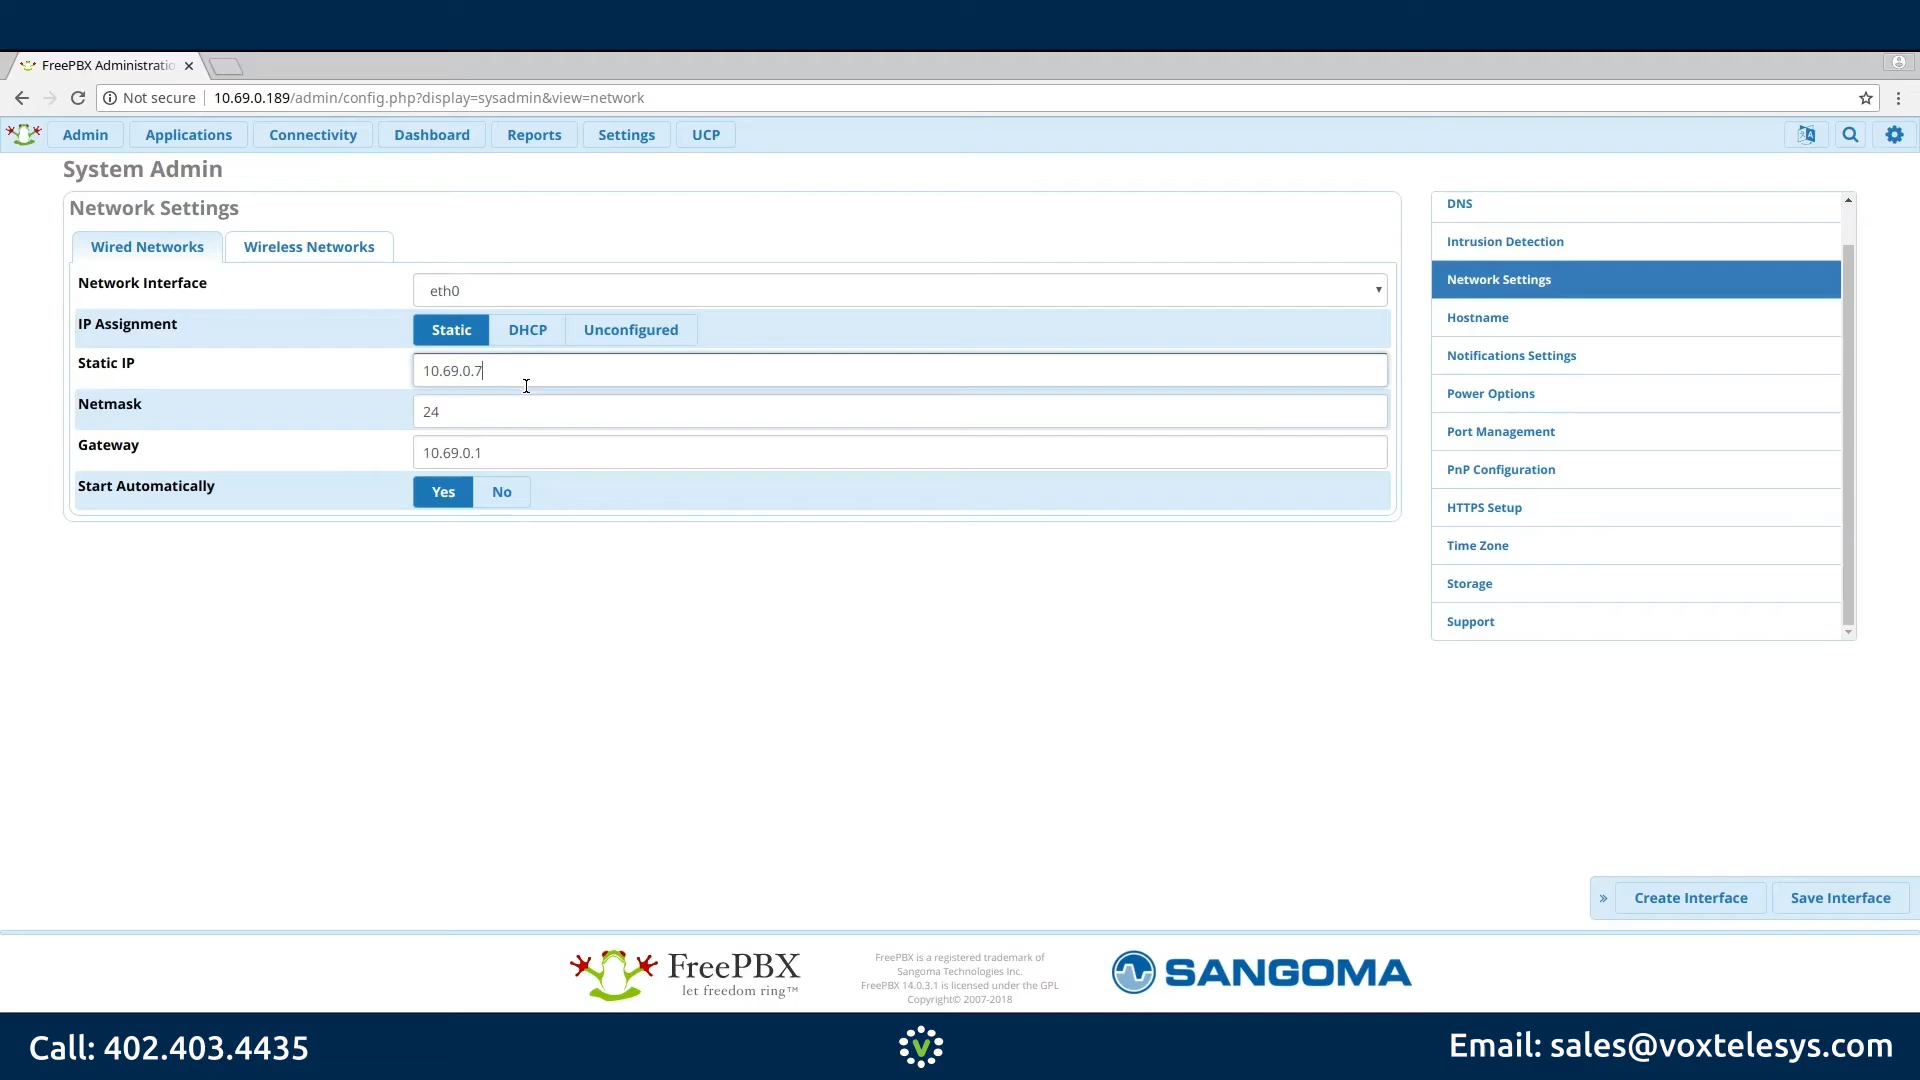 FreePBX Administratio
Not secure
10.69.0.189/admin/config.php?display=sysadmin&view=network
Admin
Applications
Connectivity
Dashboard
Reports
Settings
UCP
System Admin
Network Settings
Wired Networks
Wireless Networks
Network Interface
eth0
IP Assignment
Static
DHCP
Unconfigured
Static IP
10.69.0.7
Netmask
24
Gateway
10.69.0.1
Start Automatically
Yes
No
DNS
Intrusion Detection
Network Settings
Hostname
Notifications Settings
Power Options
Port Management
PnP Configuration
HTTPS Setup
Time Zone
Storage
Support
» Create Interface
Save Interface
FreePBX
let freedom ring™
FreePBX is a registered trademark of
Sangoma Technologies Inc.
FreePBX 14.0.3.1 is licensed under the GPL
Copyright© 2007-2018
SANGOMA
Call: 402.403.4435
V
Email: sales@voxtelesys.com